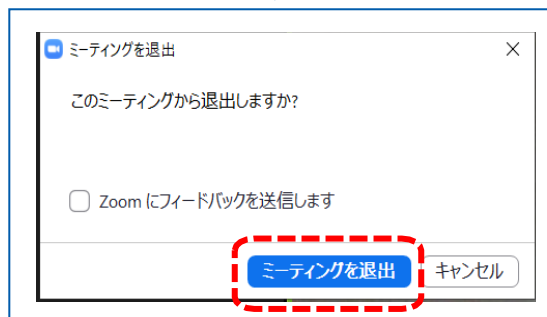 ミーティングを退出
このミーティングから退出しますか?
Zoom にフィードバックを送信します
ミーティングを退出 キャンセル